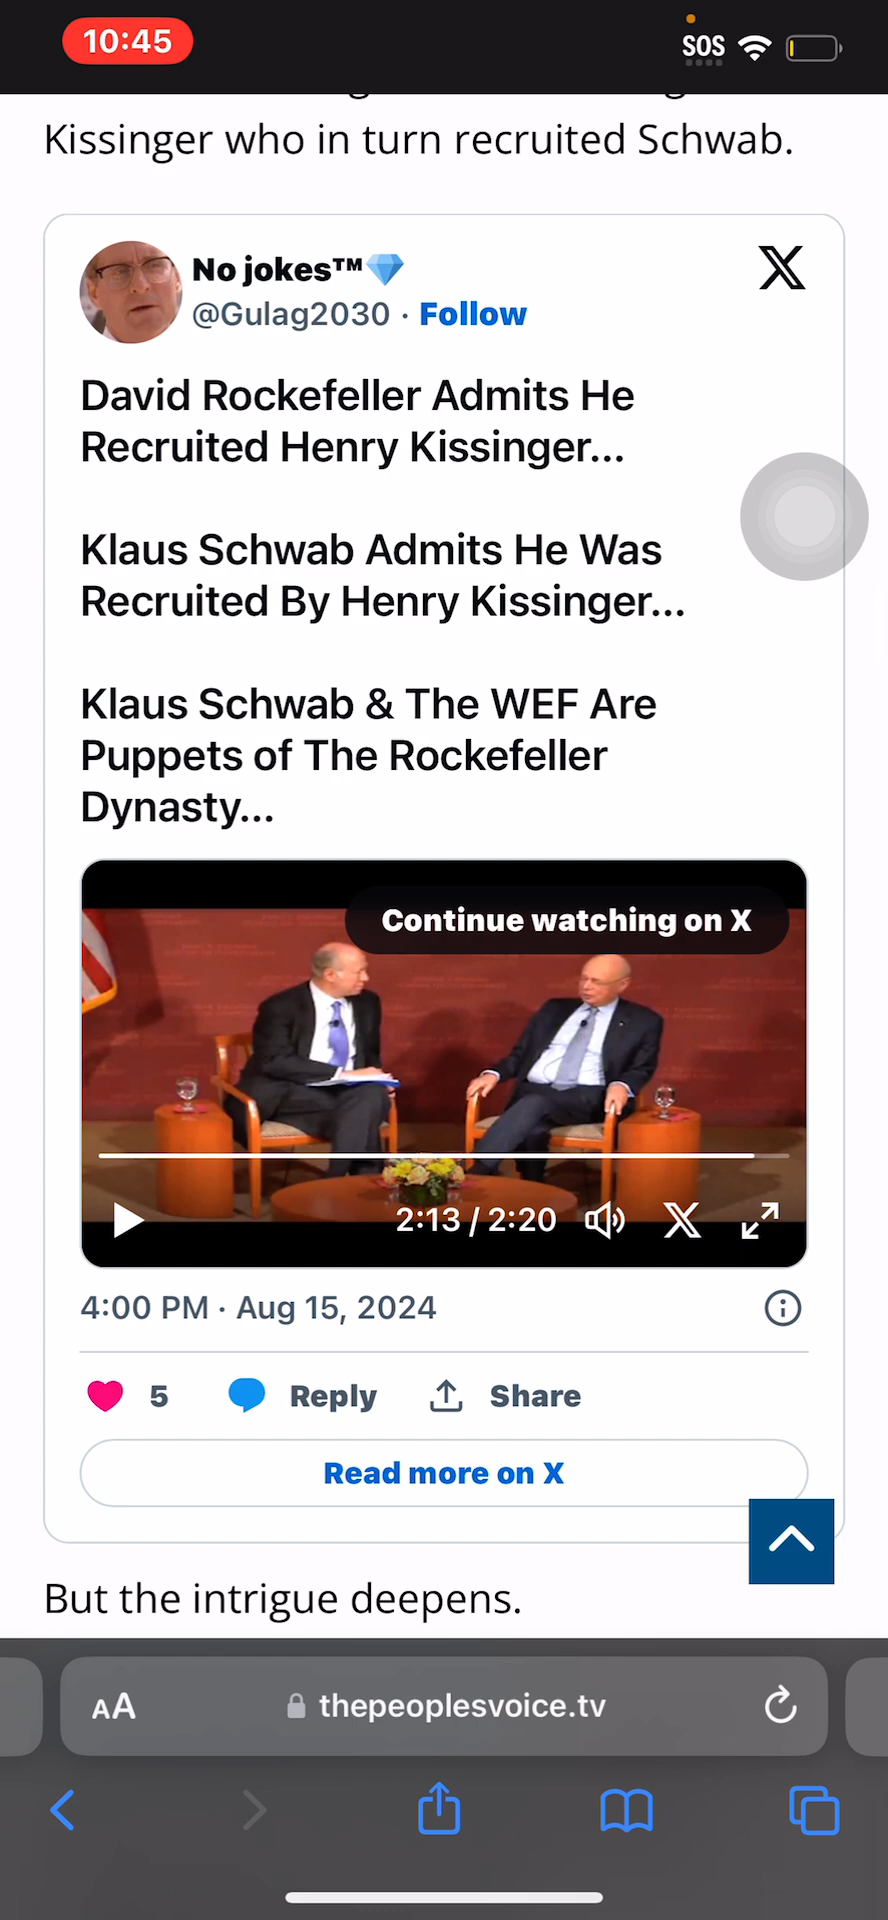 10:45
SOS
Kissinger who in turn recruited Schwab.
No jokes™💎
@Gulag2030 · Follow
David Rockefeller Admits He
Recruited Henry Kissinger...
Klaus Schwab Admits He Was
Recruited By Henry Kissinger...
Klaus Schwab & The WEF Are
Puppets of The Rockefeller
Dynasty...
Continue watching on X
2:13 / 2:20
4:00 PM · Aug 15, 2024
5 Reply Share
Read more on X
But the intrigue deepens.
AA thepeoplesvoice.tv